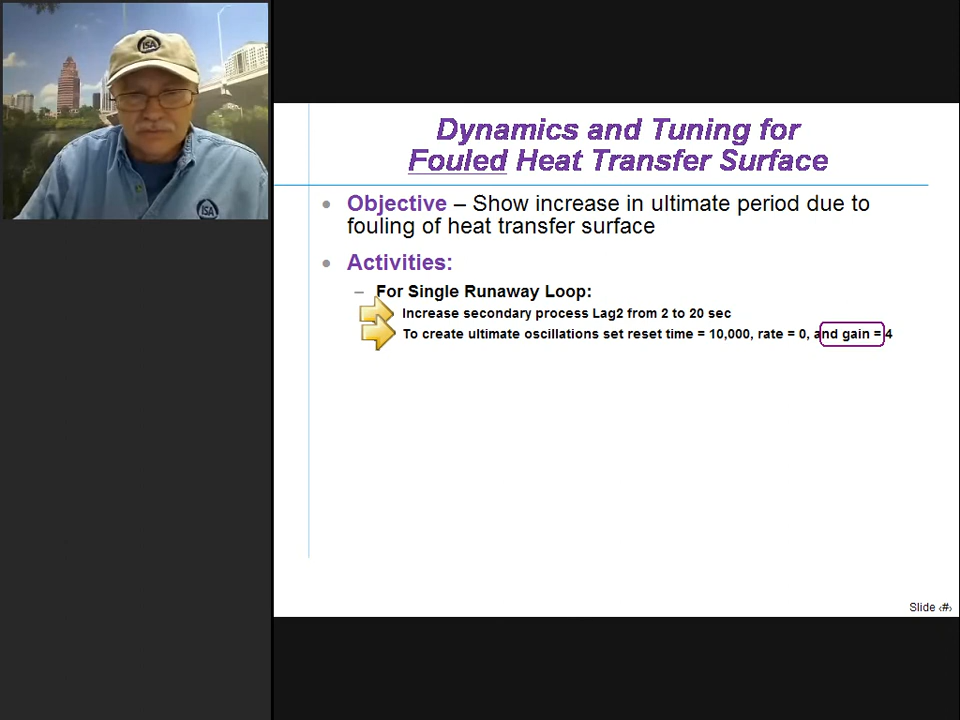 ISA
ISA
Dynamics and Tuning for
Fouled Heat Transfer Surface
Objective – Show increase in ultimate period due to
fouling of heat transfer surface
Activities:
– For Single Runaway Loop:
Increase secondary process Lag2 from 2 to 20 sec
To create ultimate oscillations set reset time = 10,000, rate = 0, and gain = 4
Slide ‹#›